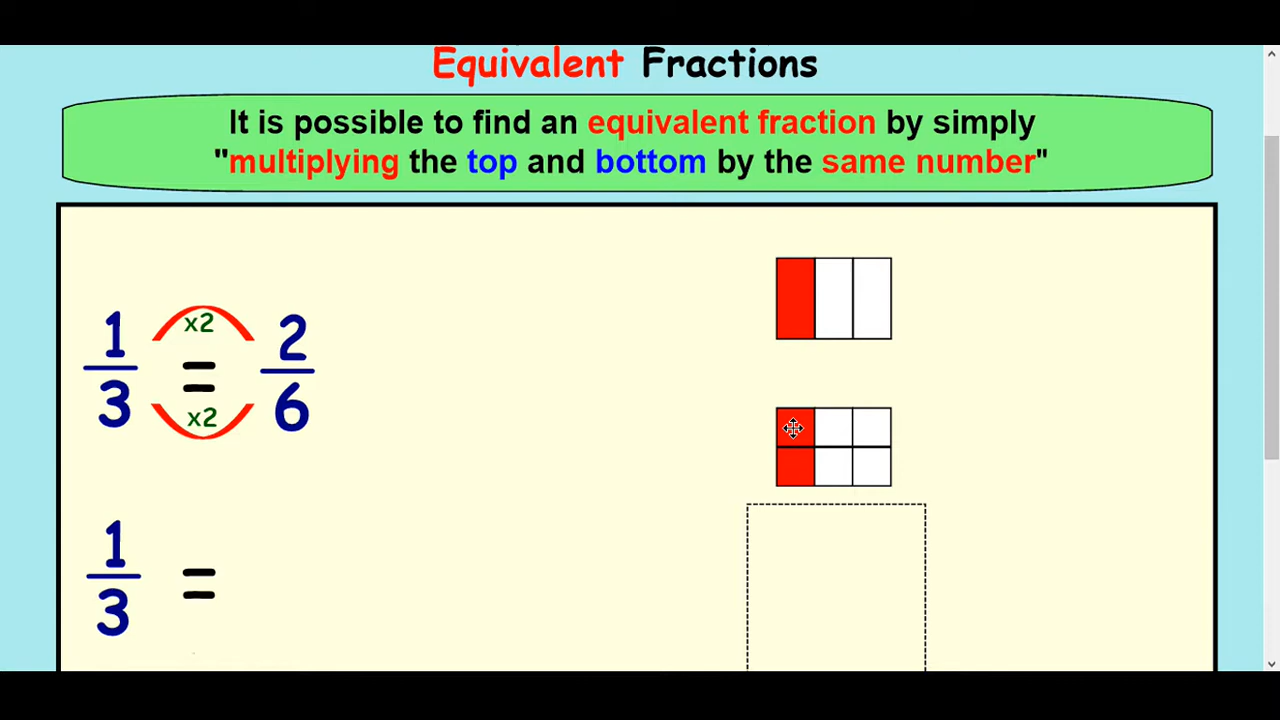 Equivalent Fractions
It is possible to find an equivalent fraction by simply
"multiplying the top and bottom by the same number"
x2
1 2
=
3 6
x2
1
=
3